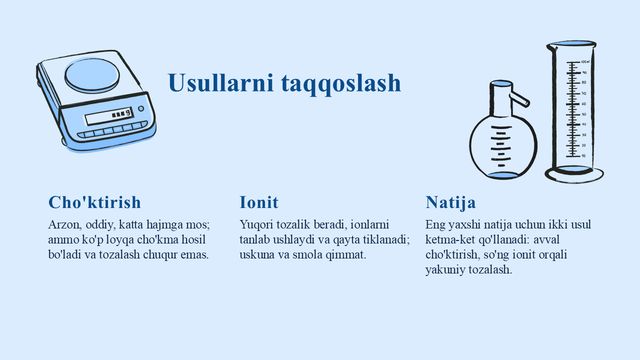 Usullarni taqqoslash
Cho'ktirish
Arzon, oddiy, katta hajmga mos;
ammo ko'p loyqa cho'kma hosil
bo'ladi va tozalash chuqur emas.
Ionit
Yuqori tozalik beradi, ionlarni
tanlab ushlaydi va qayta tiklanadi;
uskuna va smola qimmat.
Natija
Eng yaxshi natija uchun ikki usul
ketma-ket qo'llanadi: avval
cho'ktirish, so'ng ionit orqali
yakuniy tozalash.